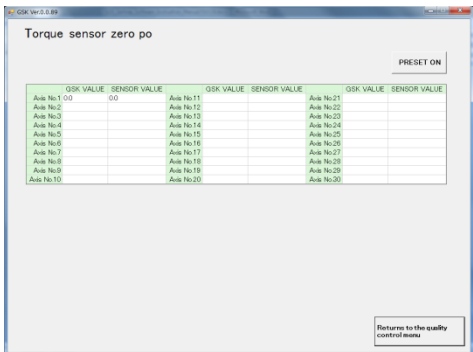 GSK Ver.0.0.89
Torque sensor zero po
PRESET ON
GSK VALUE SENSOR VALUE GSK VALUE SENSOR VALUE GSK VALUE SENSOR VALUE
Axis No.1 0.0 0.0 Axis No.11 Axis No.21
Axis No.2 Axis No.12 Axis No.22
Axis No.3 Axis No.13 Axis No.23
Axis No.4 Axis No.14 Axis No.24
Axis No.5 Axis No.15 Axis No.25
Axis No.6 Axis No.16 Axis No.26
Axis No.7 Axis No.17 Axis No.27
Axis No.8 Axis No.18 Axis No.28
Axis No.9 Axis No.19 Axis No.29
Axis No.10 Axis No.20 Axis No.30
Returns to the quality
control menu